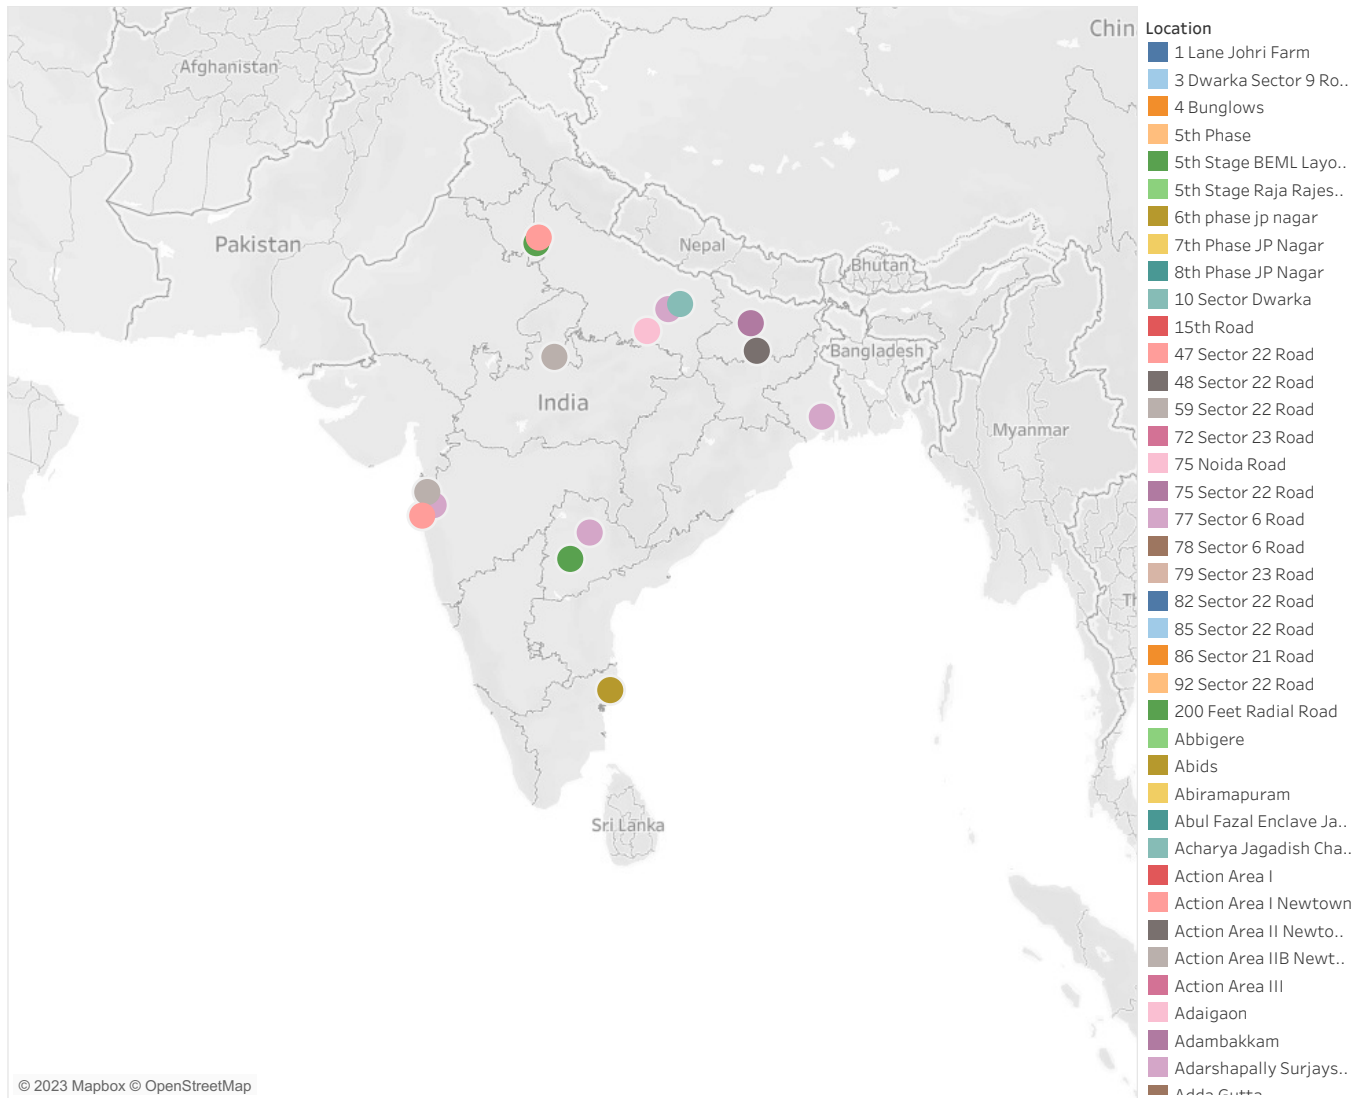 Chin
Afghanistan
Pakistan
Nepal
Bhutan
Bangladesh
India
Myanmar
Th
Sri Lanka
© 2023 Mapbox © OpenStreetMap
Location
1 Lane Johri Farm
3 Dwarka Sector 9 Ro..
4 Bunglows
5th Phase
5th Stage BEML Layo..
5th Stage Raja Rajes..
6th phase jp nagar
7th Phase JP Nagar
8th Phase JP Nagar
10 Sector Dwarka
15th Road
47 Sector 22 Road
48 Sector 22 Road
59 Sector 22 Road
72 Sector 23 Road
75 Noida Road
75 Sector 22 Road
77 Sector 6 Road
78 Sector 6 Road
79 Sector 23 Road
82 Sector 22 Road
85 Sector 22 Road
86 Sector 21 Road
92 Sector 22 Road
200 Feet Radial Road
Abbigere
Abids
Abiramapuram
Abul Fazal Enclave Ja..
Acharya Jagadish Cha..
Action Area I
Action Area I Newtown
Action Area II Newto..
Action Area IIB Newt..
Action Area III
Adaigaon
Adambakkam
Adarshapally Surjays..
Adda Gutta